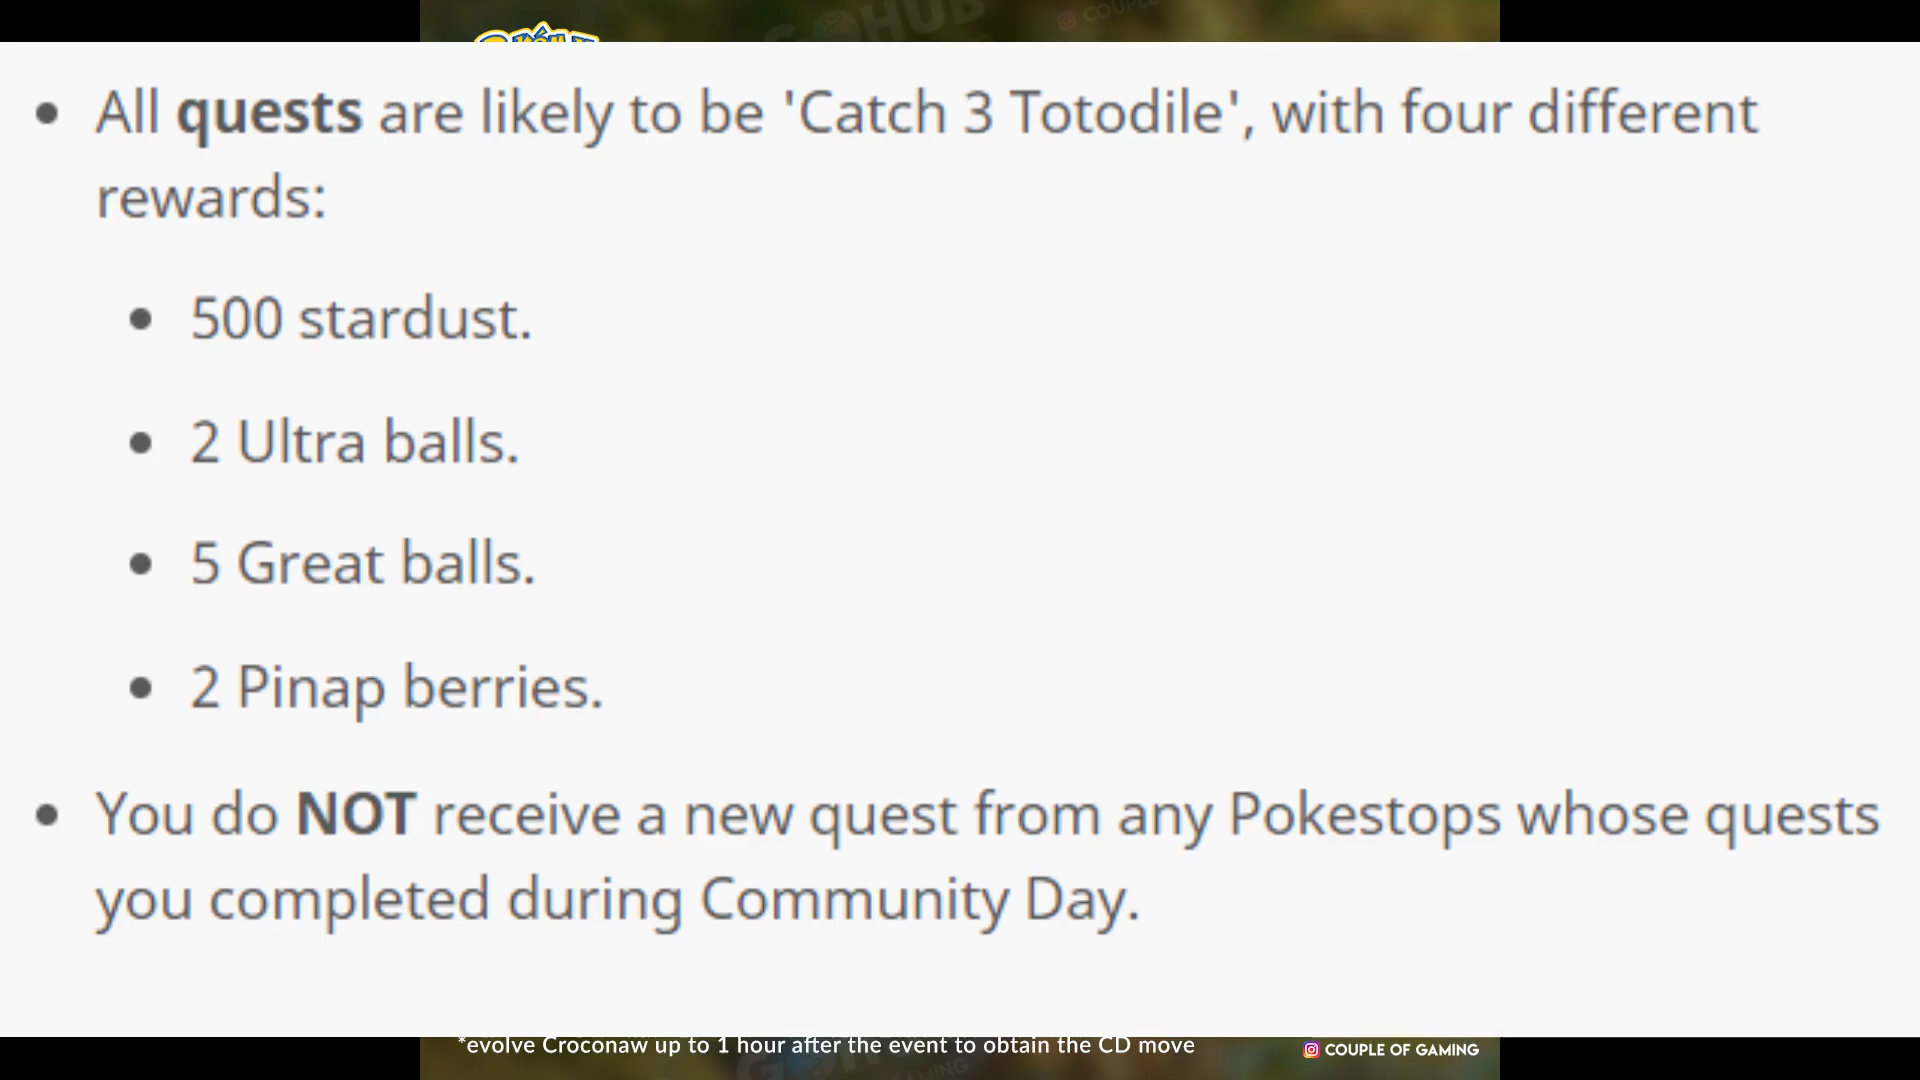 GOHUB
COUPLE
• All quests are likely to be 'Catch 3 Totodile', with four different
rewards:
• 500 stardust.
• 2 Ultra balls.
• 5 Great balls.
• 2 Pinap berries.
• You do NOT receive a new quest from any Pokestops whose quests
you completed during Community Day.
*evolve Croconaw up to 1 hour after the event to obtain the CD move
COUPLE OF GAMING
GAMING